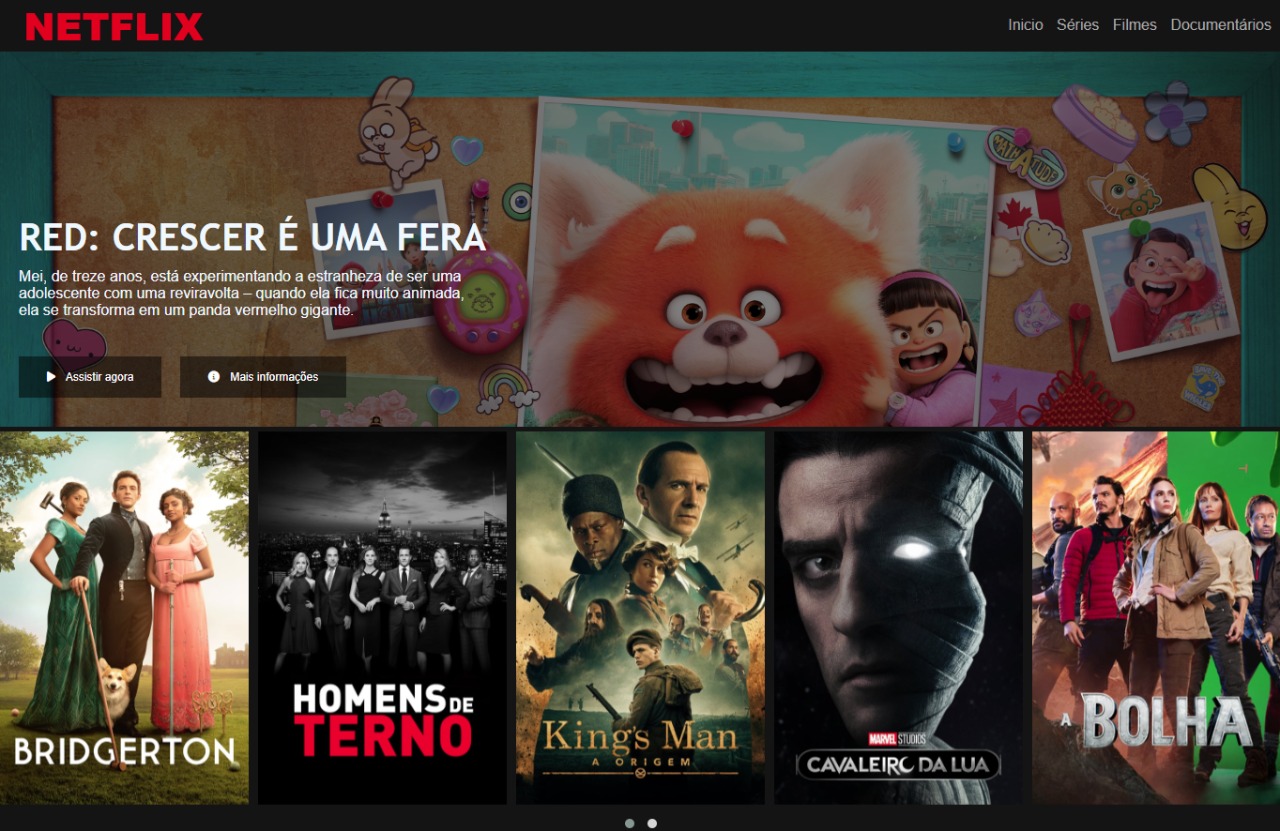 NETFLIX
Inicio Séries Filmes Documentários
MATH
A
TUDE
RED: CRESCER É UMA FERA
Mei, de treze anos, está experimentando a estranheza de ser uma
adolescente com uma reviravolta – quando ela fica muito animada,
ela se transforma em um panda vermelho gigante.
Assistir agora Mais informações
BRIDGERTON
HOMENS DE
TERNO
King's Man
A ORIGEM
MARVEL STUDIOS
CAVALEIRO DA LUA
A BOLHA